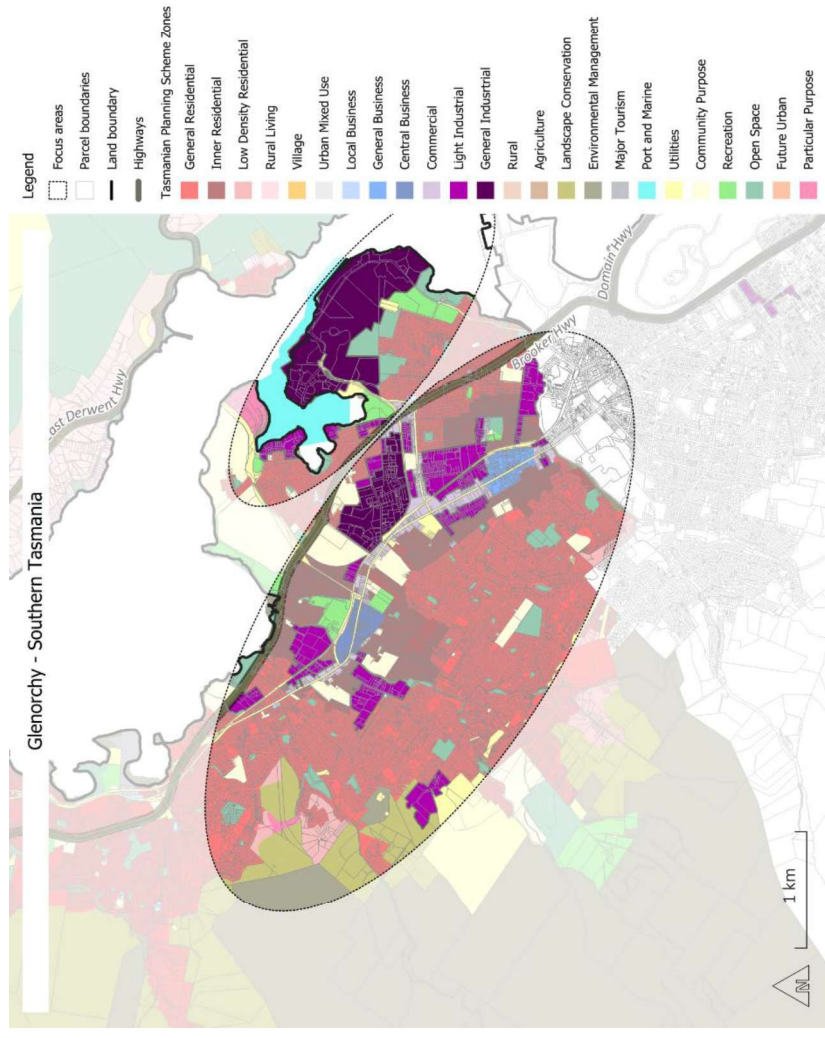 Glenorchy - Southern Tasmania
East Derwent Hwy
Brooker Hwy
Domain Hwy
1 km
N
Legend
Focus areas
Parcel boundaries
Land boundary
Highways
Tasmanian Planning Scheme Zones
General Residential
Inner Residential
Low Density Residential
Rural Living
Village
Urban Mixed Use
Local Business
General Business
Central Business
Commercial
Light Industrial
General Indusrtrial
Rural
Agriculture
Landscape Conservation
Environmental Management
Major Tourism
Port and Marine
Utilities
Community Purpose
Recreation
Open Space
Future Urban
Particular Purpose